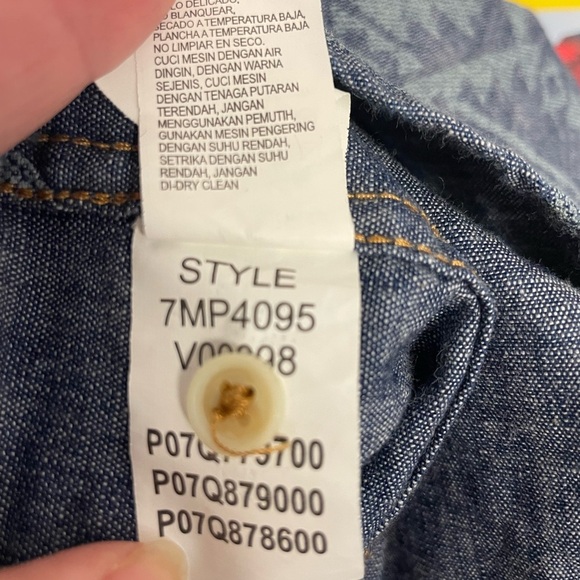 DELICADO,
BLANQUEAR,
SECADO A TEMPERATURA BAJA,
PLANCHA A TEMPERATURA BAJA,
NO LIMPIAR EN SECO.
CUCI MESIN DENGAN AIR
DINGIN, DENGAN WARNA
SEJENIS, CUCI MESIN
DENGAN TENAGA PUTARAN
TERENDAH, JANGAN
MENGGUNAKAN PEMUTIH,
GUNAKAN MESIN PENGERING
DENGAN SUHU RENDAH,
SETRIKA DENGAN SUHU
RENDAH, JANGAN
DI-DRY CLEAN
STYLE
7MP4095
P07Q879000
P07Q878600